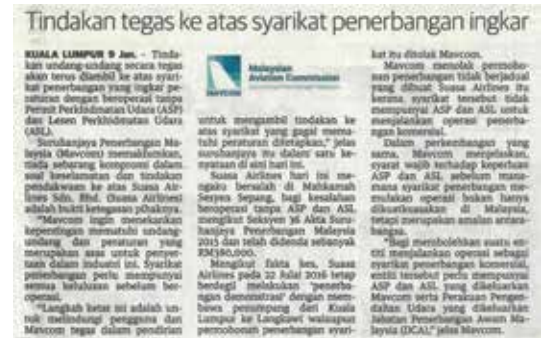 Tindakan tegas ke atas syarikat penerbangan ingkar
KUALA LUMPUR 9 Jan. – Tinda-
kan undang-undang secara tegas
akan terus diambil ke atas syari-
kat penerbangan yang ingkar pe-
raturan dengan beroperasi tanpa
Permit Perkhidmatan Udara (ASP)
dan Lesen Perkhidmatan Udara
(ASL).
Suruhanjaya Penerbangan Ma-
laysia (Mavcom) memaklumkan,
tiada sebarang kompromi dalam
soal keselamatan dan tindakan
pendakwaan ke atas Suasa Air-
lines Sdn. Bhd. (Suasa Airlines)
adalah bukti ketegasan pihaknya.
"Mavcom ingin menekankan
kepentingan mematuhi undang-
undang dan peraturan yang
merupakan asas untuk penyer-
taan dalam industri ini. Syarikat
penerbangan perlu mempunyai
semua kelulusan sebelum ber-
operasi.
"Langkah ketat ini adalah un-
tuk melindungi pengguna dan
Mavcom tegas dalam pendirian
MAVCOM
Malaysian
Aviation Commission
untuk mengambil tindakan ke
atas syarikat yang gagal mema-
tuhi peraturan ditetapkan," jelas
suruhanjaya itu dalam satu ke-
nyataan di sini hari ini.
Suasa Airlines hari ini me-
ngaku bersalah di Mahkamah
Sesyen Sepang, bagi kesalahan
beroperasi tanpa ASP dan ASL
mengikut Seksyen 36 Akta Suru-
hanjaya Penerbangan Malaysia
2015 dan telah didenda sebanyak
RM380,000.
Mengikut fakta kes, Suasa
Airlines pada 22 Julai 2016 tetap
berdegil melakukan 'penerba-
ngan demonstrasi' dengan mem-
bawa penumpang dari Kuala
Lumpur ke Langkawi walaupun
permohonan penerbangan syari-
kat itu ditolak Mavcom.
Mavcom menolak permoho-
nan penerbangan tidak berjadual
yang dibuat Suasa Airlines itu
kerana syarikat tersebut tidak
mempunyai ASP dan ASL untuk
menjalankan operasi penerba-
ngan komersial.
Dalam perkembangan yang
sama, Mavcom menjelaskan,
syarat wajib terhadap keperluan
ASP dan ASL sebelum mana-
mana syarikat penerbangan me-
mulakan operasi bukan hanya
dikuatkuasakan di Malaysia,
tetapi merupakan amalan antara-
bangsa.
"Bagi membolehkan suatu en-
titi menjalankan operasi sebagai
syarikat penerbangan komersial,
entiti tersebut perlu mempunyai
ASP dan ASL yang dikeluarkan
Mavcom serta Perakuan Pengen-
dalian Udara yang dikeluarkan
Jabatan Penerbangan Awam Ma-
laysia (DCA)," jelas Mavcom.